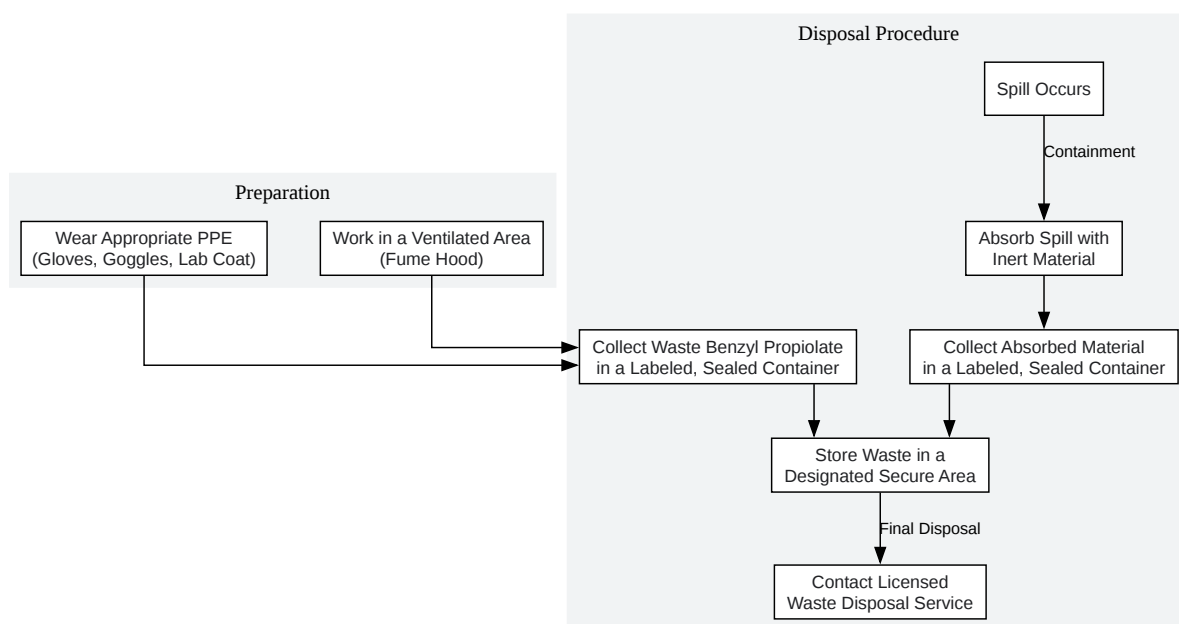 Disposal Procedure
Spill Occurs
Containment
Preparation
Wear Appropriate PPE
(Gloves, Goggles, Lab Coat)
Work in a Ventilated Area
(Fume Hood)
Absorb Spill with
Inert Material
Collect Waste Benzyl Propiolate
in a Labeled, Sealed Container
Collect Absorbed Material
in a Labeled, Sealed Container
Store Waste in a
Designated Secure Area
Final Disposal
Contact Licensed
Waste Disposal Service